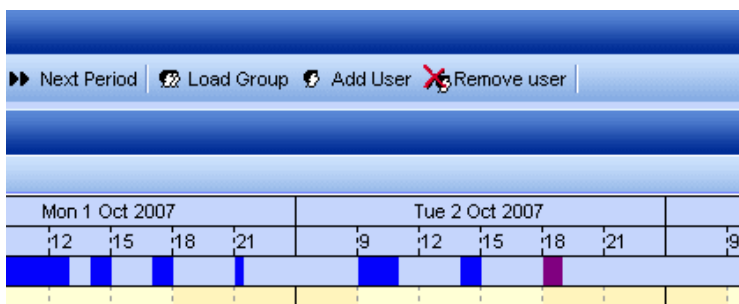 Next Period Load Group Add User Remove user
Mon 1 Oct 2007 Tue 2 Oct 2007
12 15 18 21 9 12 15 18 21 9